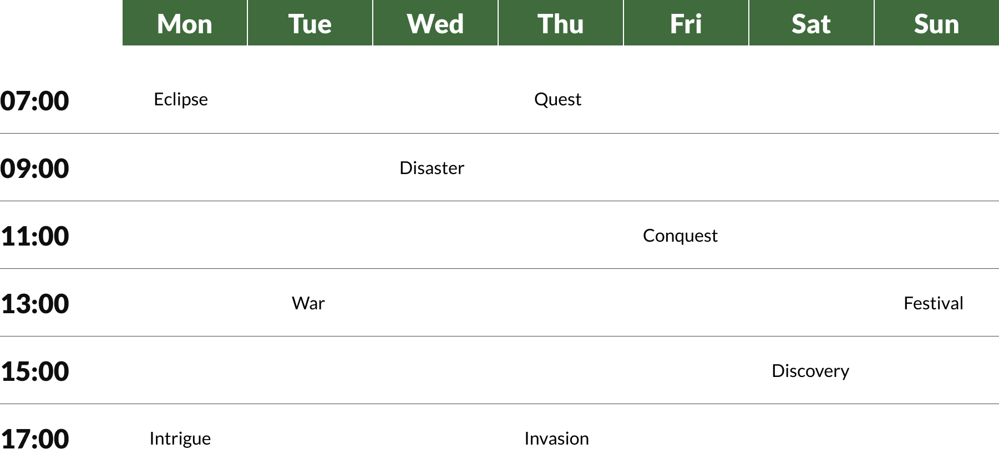 Mon Tue Wed Thu Fri Sat Sun
07:00 Eclipse Quest
09:00 Disaster
11:00 Conquest
13:00 War Festival
15:00 Discovery
17:00 Intrigue Invasion